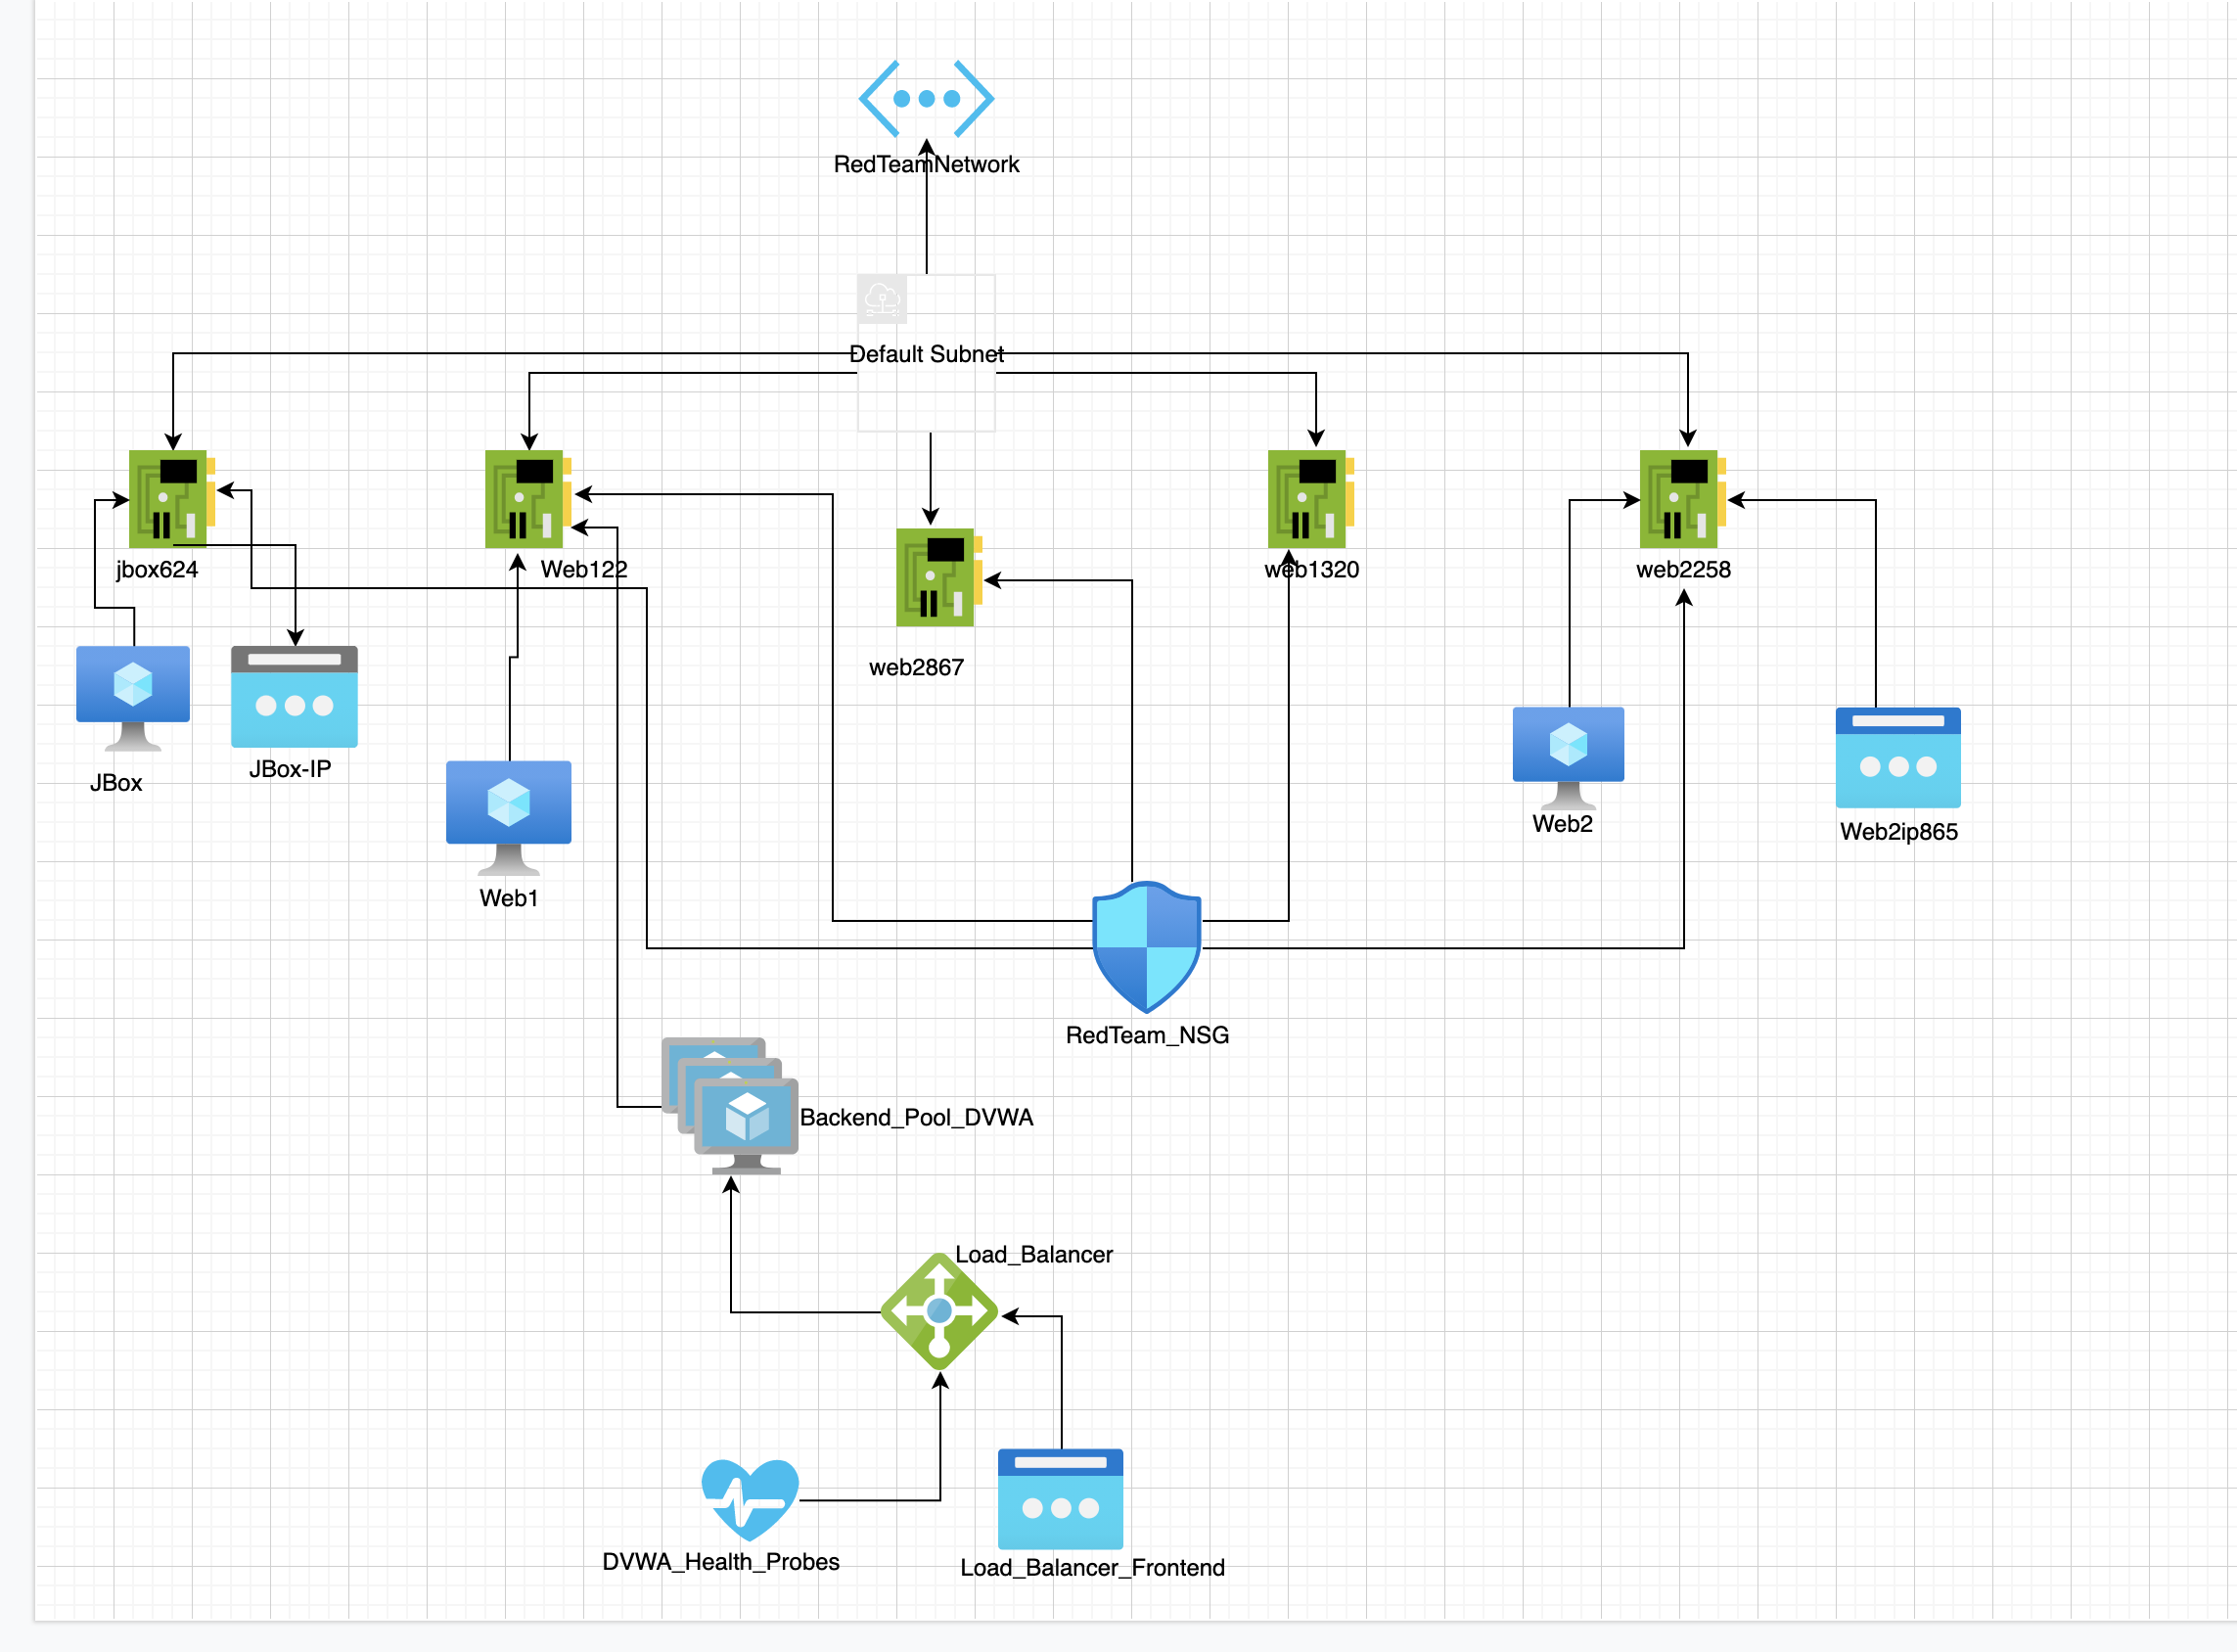 RedTeamNetwork
Default Subnet
jbox624
Web122
web1320
web2258
web2867
JBox
JBox-IP
Web2
Web2ip865
Web1
RedTeam_NSG
Backend_Pool_DVWA
Load_Balancer
DVWA_Health_Probes
Load_Balancer_Frontend